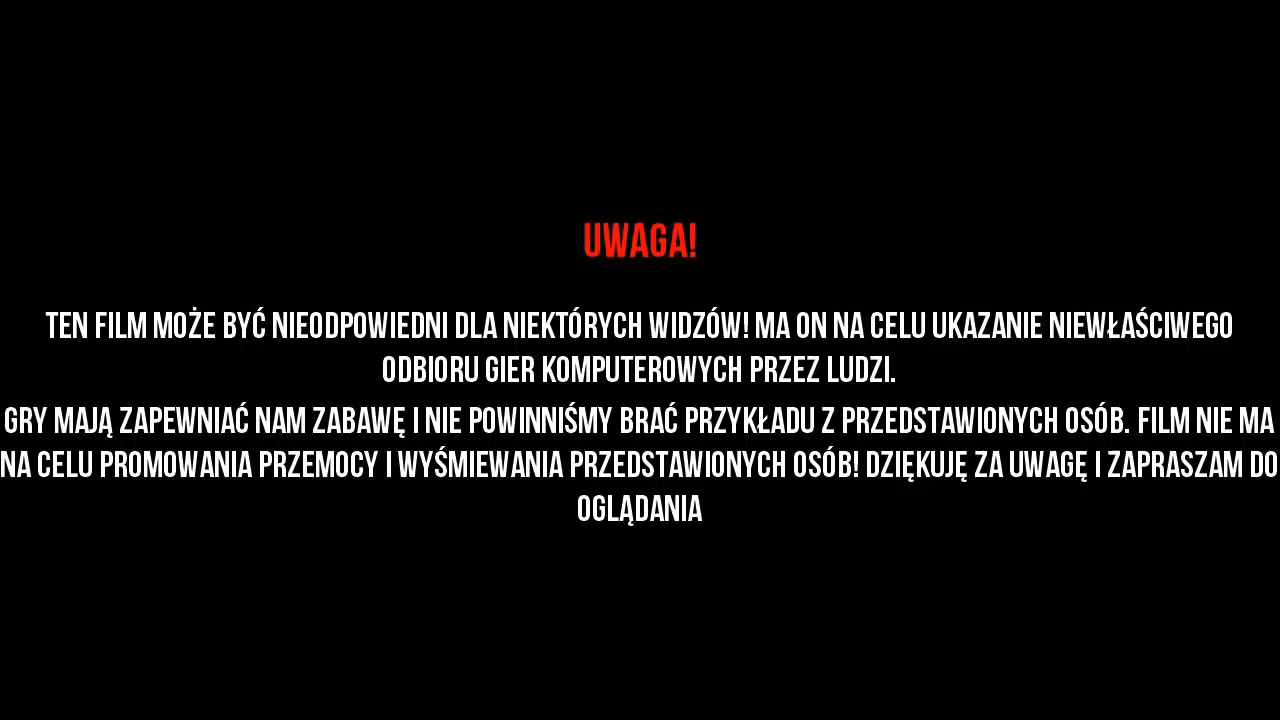 UWAGA!
TEN FILM MOŻE BYĆ NIEODPOWIEDNI DLA NIEKTÓRYCH WIDZÓW! MA ON NA CELU UKAZANIE NIEWŁAŚCIWEGO
ODBIORU GIER KOMPUTEROWYCH PRZEZ LUDZI.
GRY MAJĄ ZAPEWNIAĆ NAM ZABAWĘ I NIE POWINNIŚMY BRAĆ PRZYKŁADU Z PRZEDSTAWIONYCH OSÓB. FILM NIE MA
NA CELU PROMOWANIA PRZEMOCY I WYŚMIEWANIA PRZEDSTAWIONYCH OSÓB! DZIĘKUJĘ ZA UWAGĘ I ZAPRASZAM DO
OGLĄDANIA